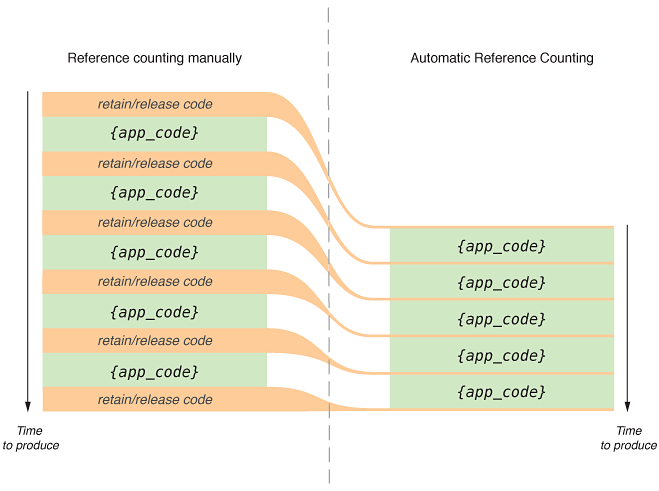 Reference counting manually
Automatic Reference Counting
retain/release code
{app_code}
retain/release code
{app_code}
retain/release code
{app_code}
retain/release code
{app_code}
retain/release code
{app_code}
retain/release code
{app_code}
{app_code}
{app_code}
{app_code}
{app_code}
Time
to produce
Time
to produce